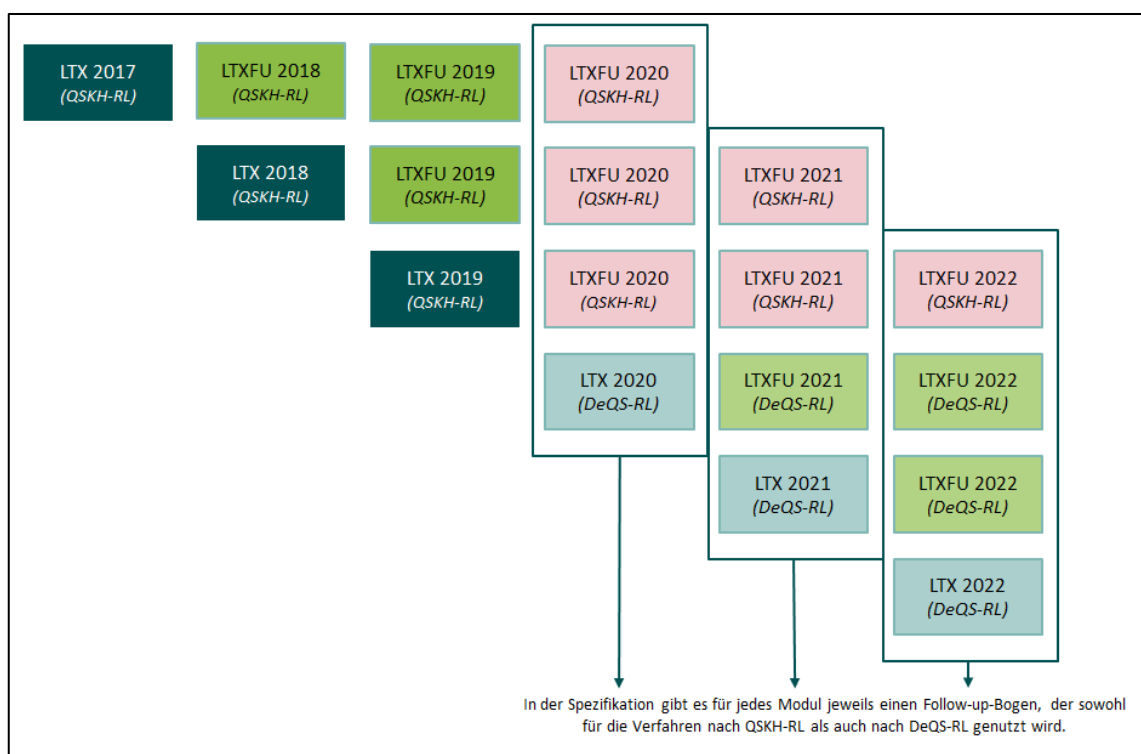 LTX 2017
(QSKH-RL)
LTXFU 2018
(QSKH-RL)
LTXFU 2019
(QSKH-RL)
LTXFU 2020
(QSKH-RL)
LTX 2018
(QSKH-RL)
LTXFU 2019
(QSKH-RL)
LTXFU 2020
(QSKH-RL)
LTXFU 2021
(QSKH-RL)
LTX 2019
(QSKH-RL)
LTXFU 2020
(QSKH-RL)
LTXFU 2021
(QSKH-RL)
LTXFU 2022
(QSKH-RL)
LTX 2020
(DeQS-RL)
LTXFU 2021
(DeQS-RL)
LTXFU 2022
(DeQS-RL)
LTX 2021
(DeQS-RL)
LTXFU 2022
(DeQS-RL)
LTX 2022
(DeQS-RL)
In der Spezifikation gibt es für jedes Modul jeweils einen Follow-up-Bogen, der sowohl
für die Verfahren nach QSKH-RL als auch nach DeQS-RL genutzt wird.